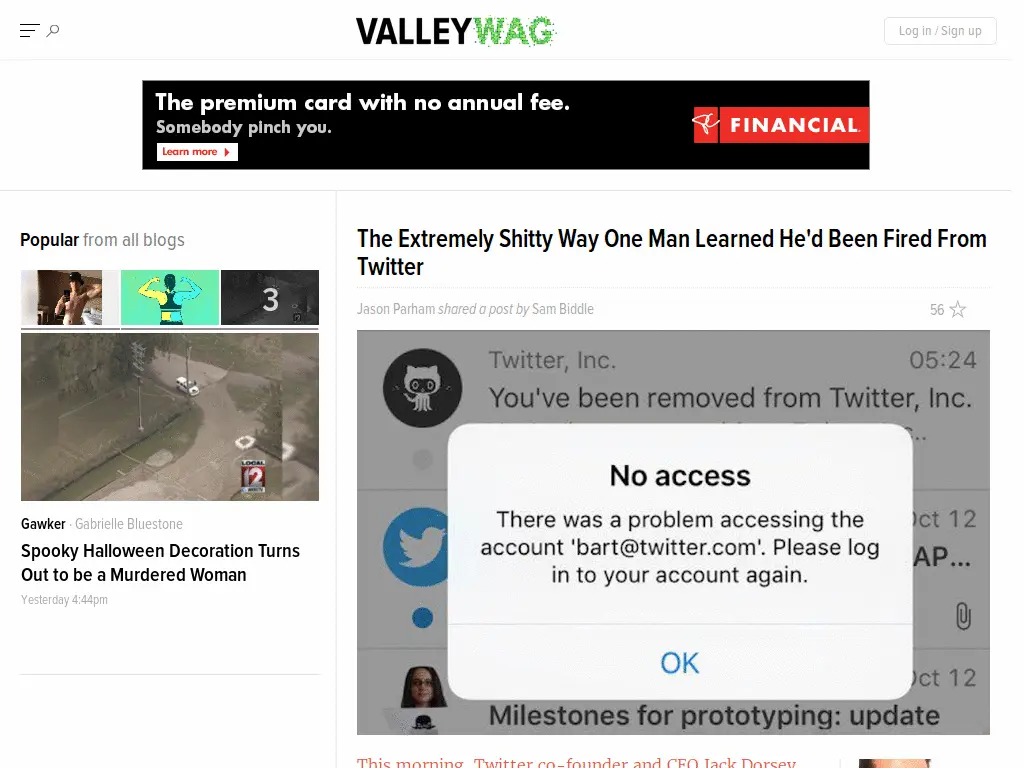 VALLEYWAG
Log in / Sign up
The premium card with no annual fee.
Somebody pinch you.
Learn more
FINANCIAL
Popular from all blogs
3
LOCAL
12
Gawker · Gabrielle Bluestone
Spooky Halloween Decoration Turns
Out to be a Murdered Woman
Yesterday 4:44pm
The Extremely Shitty Way One Man Learned He'd Been Fired From
Twitter
Jason Parham shared a post by Sam Biddle
56
Twitter, Inc.
05:24
You've been removed from Twitter, Inc.
No access
There was a problem accessing the
account 'bart@twitter.com'. Please log
in to your account again.
OK
Oct 12
AP...
Oct 12
Milestones for prototyping: update
This morning, Twitter co-founder and CEO Jack Dorsey